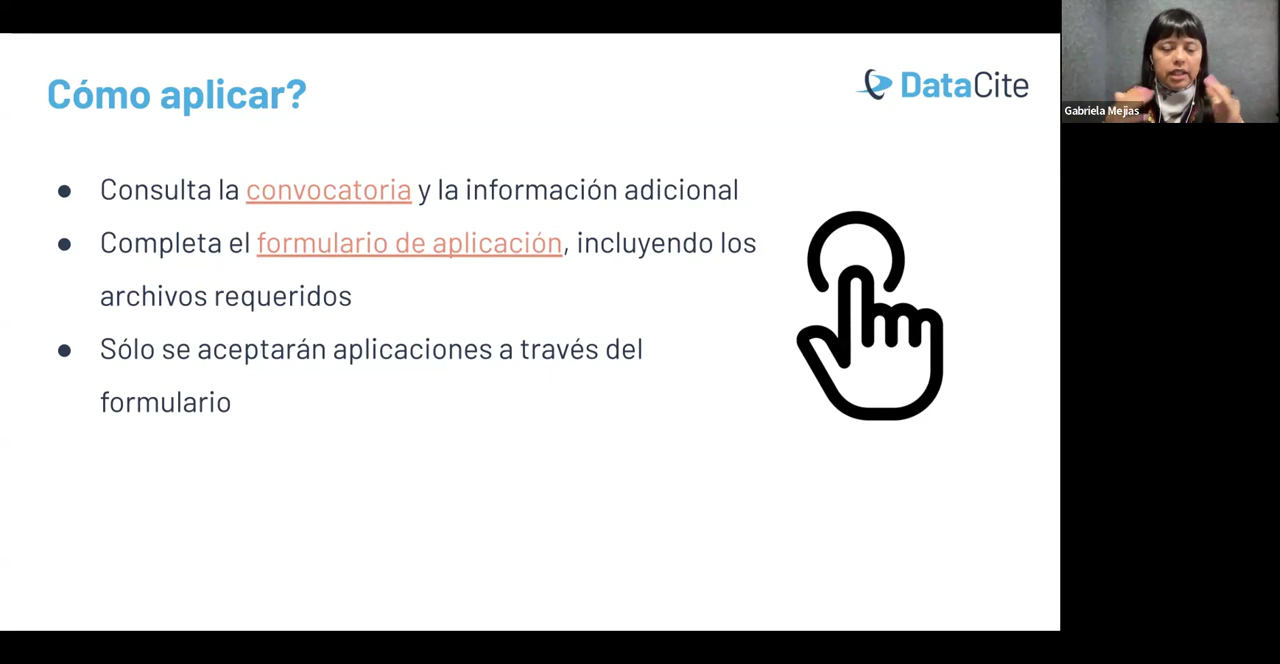 Cómo aplicar?
DataCite
Gabriela Mejias
● Consulta la convocatoria y la información adicional
● Completa el formulario de aplicación, incluyendo los
archivos requeridos
● Sólo se aceptarán aplicaciones a través del
formulario